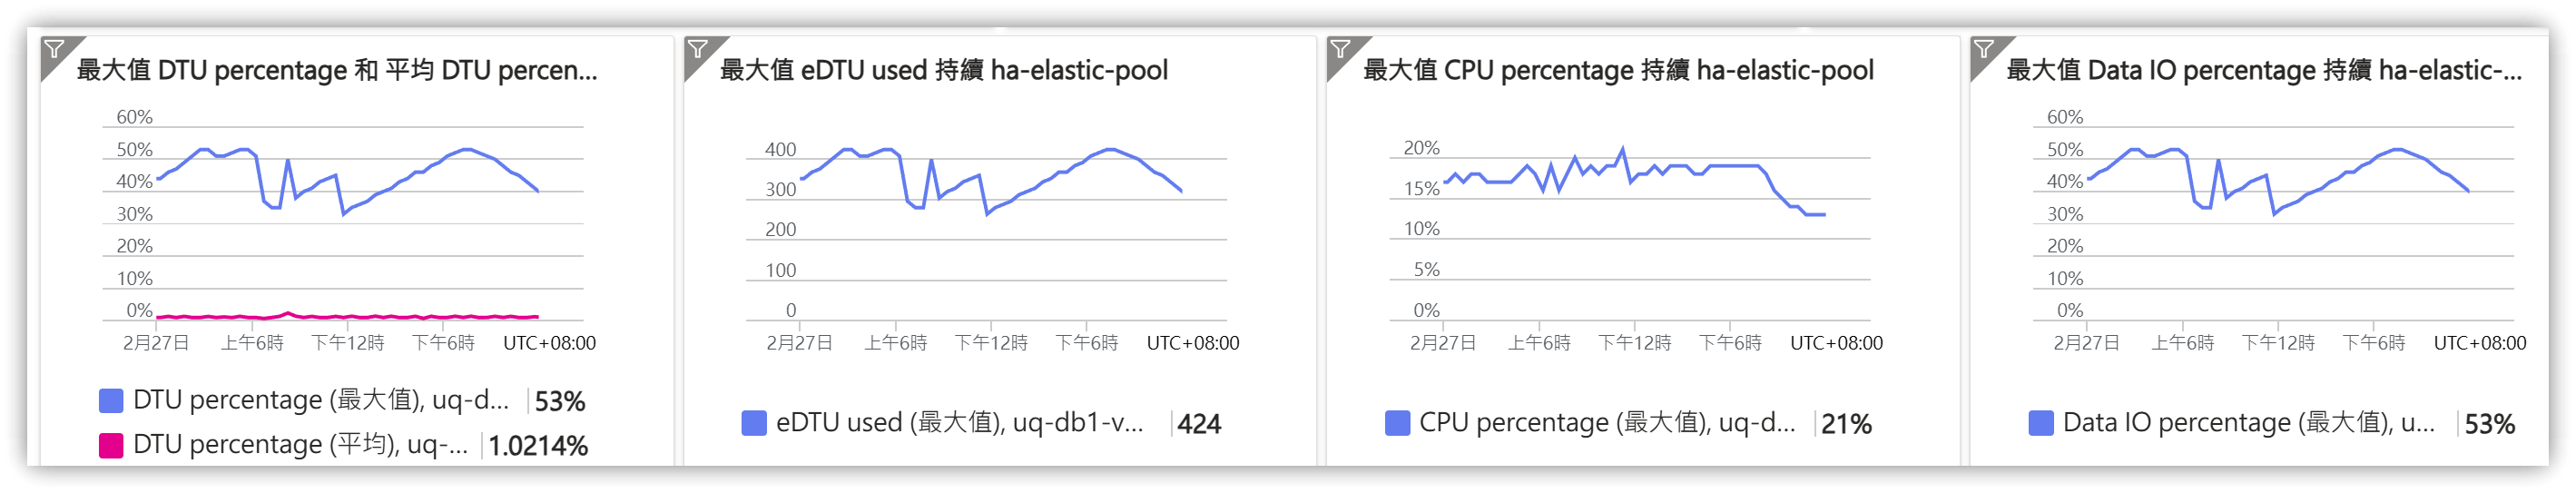 最大值 DTU percentage 和 平均 DTU percen...
60%
50%
40%
30%
20%
10%
0%
2月27日 上午6時 下午12時 下午6時 UTC+08:00
DTU percentage (最大值), uq-d... 53%
DTU percentage (平均), uq-... 1.0214%
最大值 eDTU used 持續 ha-elastic-pool
400
300
200
100
0
2月27日 上午6時 下午12時 下午6時 UTC+08:00
eDTU used (最大值), uq-db1-v... 424
最大值 CPU percentage 持續 ha-elastic-pool
20%
15%
10%
5%
0%
2月27日 上午6時 下午12時 下午6時 UTC+08:00
CPU percentage (最大值), uq-d... 21%
最大值 Data IO percentage 持續 ha-elastic-...
60%
50%
40%
30%
20%
10%
0%
2月27日 上午6時 下午12時 下午6時 UTC+08:00
Data IO percentage (最大值), u... 53%